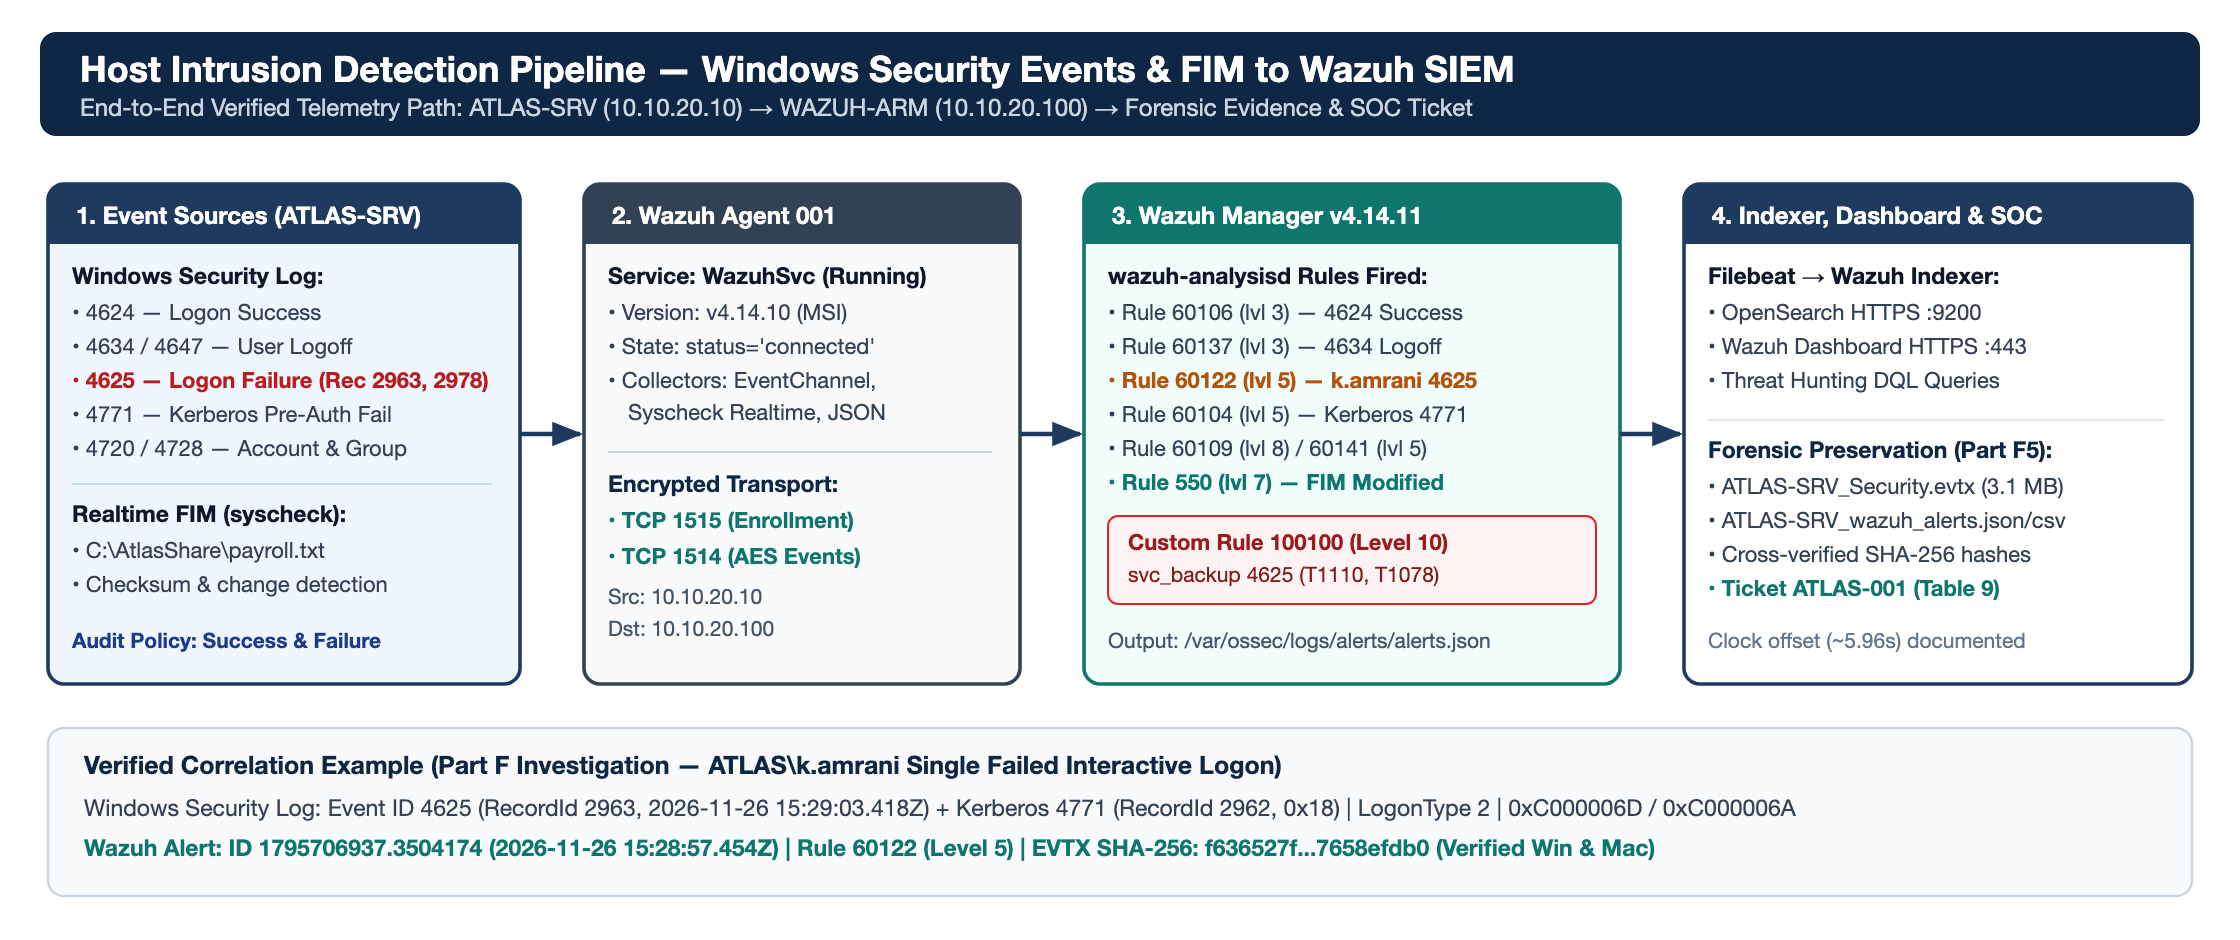 Host Intrusion Detection Pipeline — Windows Security Events & FIM to Wazuh SIEM
End-to-End Verified Telemetry Path: ATLAS-SRV (10.10.20.10) → WAZUH-ARM (10.10.20.100) → Forensic Evidence & SOC Ticket
1. Event Sources (ATLAS-SRV)
Windows Security Log:
• 4624 — Logon Success
• 4634 / 4647 — User Logoff
• 4625 — Logon Failure (Rec 2963, 2978)
• 4771 — Kerberos Pre-Auth Fail
• 4720 / 4728 — Account & Group
Realtime FIM (syscheck):
• C:\AtlasShare\payroll.txt
• Checksum & change detection
Audit Policy: Success & Failure
2. Wazuh Agent 001
Service: WazuhSvc (Running)
• Version: v4.14.10 (MSI)
• State: status='connected'
• Collectors: EventChannel,
Syscheck Realtime, JSON
Encrypted Transport:
• TCP 1515 (Enrollment)
• TCP 1514 (AES Events)
Src: 10.10.20.10
Dst: 10.10.20.100
3. Wazuh Manager v4.14.11
wazuh-analysisd Rules Fired:
• Rule 60106 (lvl 3) — 4624 Success
• Rule 60137 (lvl 3) — 4634 Logoff
• Rule 60122 (lvl 5) — k.amrani 4625
• Rule 60104 (lvl 5) — Kerberos 4771
• Rule 60109 (lvl 8) / 60141 (lvl 5)
• Rule 550 (lvl 7) — FIM Modified
Custom Rule 100100 (Level 10)
svc_backup 4625 (T1110, T1078)
Output: /var/ossec/logs/alerts/alerts.json
4. Indexer, Dashboard & SOC
Filebeat → Wazuh Indexer:
• OpenSearch HTTPS :9200
• Wazuh Dashboard HTTPS :443
• Threat Hunting DQL Queries
Forensic Preservation (Part F5):
• ATLAS-SRV_Security.evtx (3.1 MB)
• ATLAS-SRV_wazuh_alerts.json/csv
• Cross-verified SHA-256 hashes
• Ticket ATLAS-001 (Table 9)
Clock offset (~5.96s) documented
Verified Correlation Example (Part F Investigation — ATLAS\k.amrani Single Failed Interactive Logon)
Windows Security Log: Event ID 4625 (RecordId 2963, 2026-11-26 15:29:03.418Z) + Kerberos 4771 (RecordId 2962, 0x18) | LogonType 2 | 0xC000006D / 0xC000006A
Wazuh Alert: ID 1795706937.3504174 (2026-11-26 15:28:57.454Z) | Rule 60122 (Level 5) | EVTX SHA-256: f636527f...7658efdb0 (Verified Win & Mac)